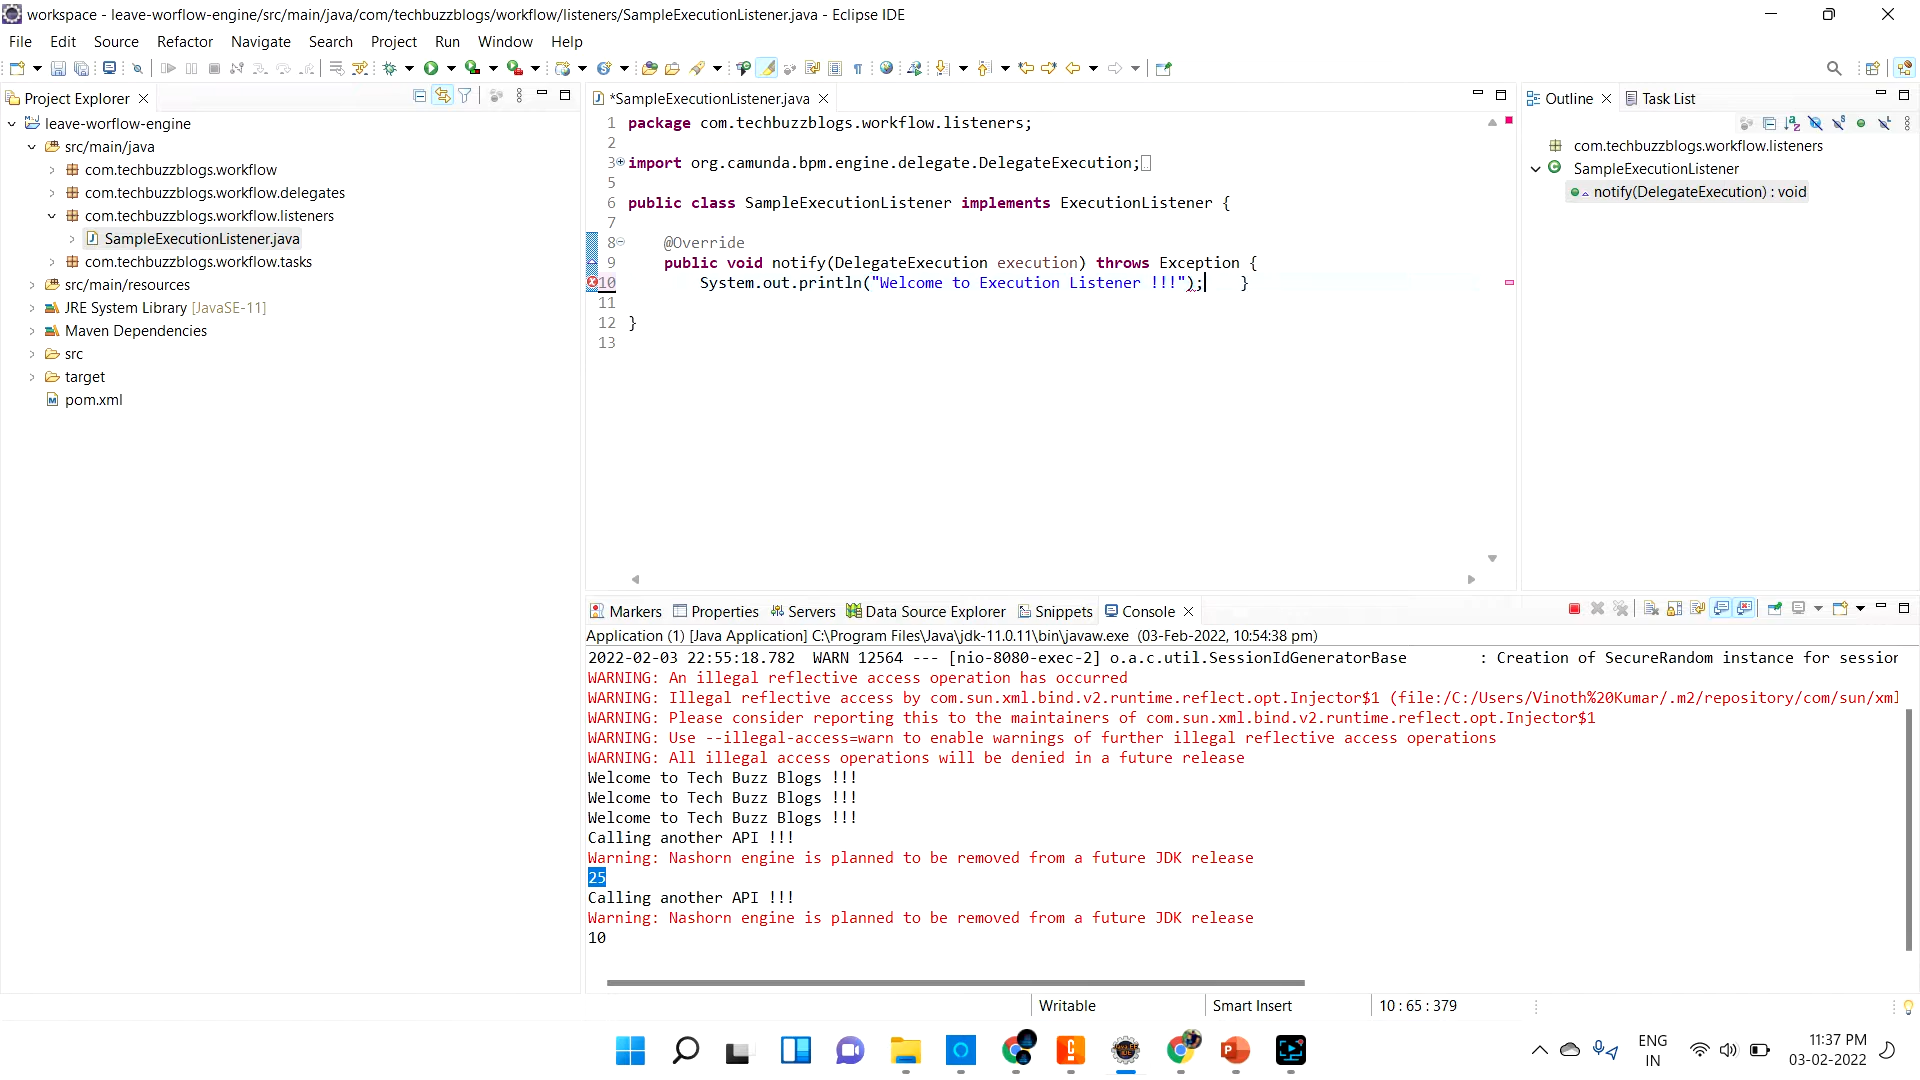 workspace - leave-worflow-engine/src/main/java/com/techbuzzblogs/workflow/listeners/SampleExecutionListener.java - Eclipse IDE
File Edit Source Refactor Navigate Search Project Run Window Help
Project Explorer
leave-worflow-engine
src/main/java
com.techbuzzblogs.workflow
com.techbuzzblogs.workflow.delegates
com.techbuzzblogs.workflow.listeners
SampleExecutionListener.java
com.techbuzzblogs.workflow.tasks
src/main/resources
JRE System Library [JavaSE-11]
Maven Dependencies
src
target
pom.xml
*SampleExecutionListener.java
1 package com.techbuzzblogs.workflow.listeners;
2
3 import org.camunda.bpm.engine.delegate.DelegateExecution;
5
6 public class SampleExecutionListener implements ExecutionListener {
7
8 @Override
9 public void notify(DelegateExecution execution) throws Exception {
10 System.out.println("Welcome to Execution Listener !!!"); }
11
12 }
13
Outline Task List
com.techbuzzblogs.workflow.listeners
SampleExecutionListener
notify(DelegateExecution) : void
Markers Properties Servers Data Source Explorer Snippets Console
Application (1) [Java Application] C:\Program Files\Java\jdk-11.0.11\bin\javaw.exe (03-Feb-2022, 10:54:38 pm)
2022-02-03 22:55:18.782 WARN 12564 --- [nio-8080-exec-2] o.a.c.util.SessionIdGeneratorBase : Creation of SecureRandom instance for session
WARNING: An illegal reflective access operation has occurred
WARNING: Illegal reflective access by com.sun.xml.bind.v2.runtime.reflect.opt.Injector$1 (file:/C:/Users/Vinoth%20Kumar/.m2/repository/com/sun/xml
WARNING: Please consider reporting this to the maintainers of com.sun.xml.bind.v2.runtime.reflect.opt.Injector$1
WARNING: Use --illegal-access=warn to enable warnings of further illegal reflective access operations
WARNING: All illegal access operations will be denied in a future release
Welcome to Tech Buzz Blogs !!!
Welcome to Tech Buzz Blogs !!!
Welcome to Tech Buzz Blogs !!!
Calling another API !!!
Warning: Nashorn engine is planned to be removed from a future JDK release
25
Calling another API !!!
Warning: Nashorn engine is planned to be removed from a future JDK release
10
Writable Smart Insert 10 : 65 : 379
ENG
IN
11:37 PM
03-02-2022